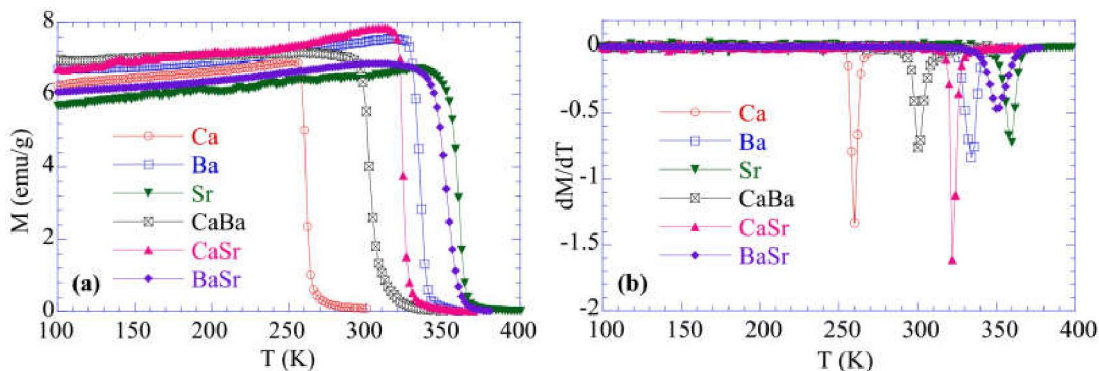 8
6
4
2
0
M (emu/g)
Ca
Ba
Sr
CaBa
CaSr
BaSr
(a)
100 150 200 250 300 350 400
T (K)
0
-0.5
-1
-1.5
-2
dM/dT
Ca
Ba
Sr
CaBa
CaSr
BaSr
(b)
100 150 200 250 300 350 400
T (K)